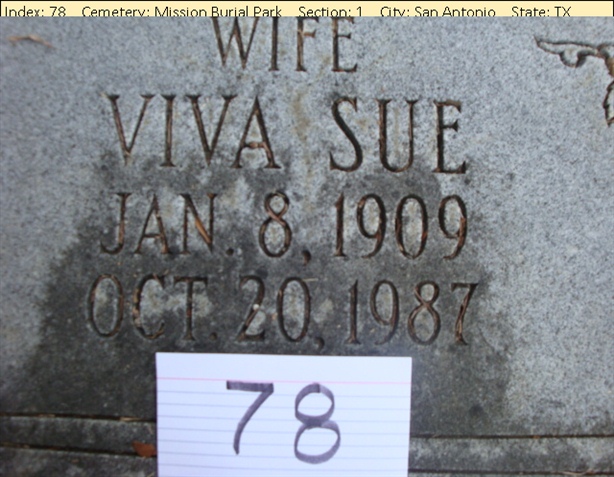 Index: 78 Cemetery: Mission Burial Park Section: 1 City: San Antonio State: TX
WIFE
VIVA SUE
JAN. 8, 1909
OCT. 20, 1987
78